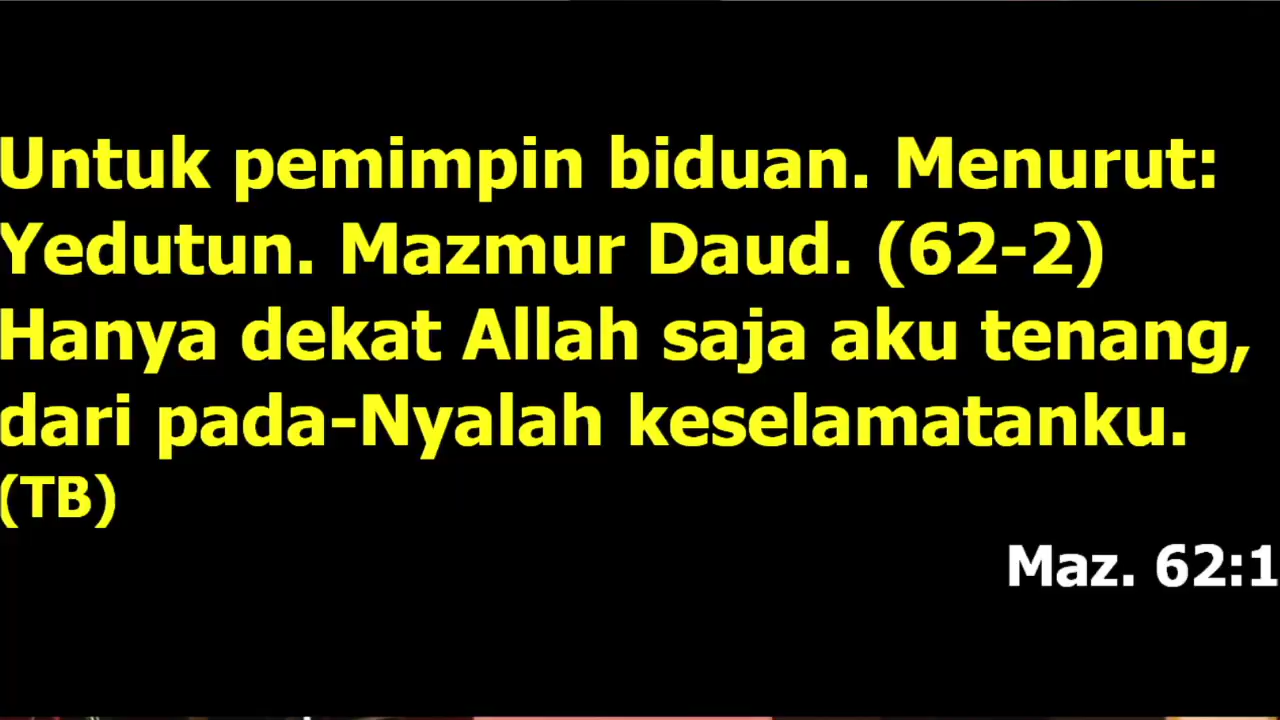 Untuk pemimpin biduan. Menurut:
Yedutun. Mazmur Daud. (62-2)
Hanya dekat Allah saja aku tenang,
dari pada-Nyalah keselamatanku.
(TB)
Maz. 62:1